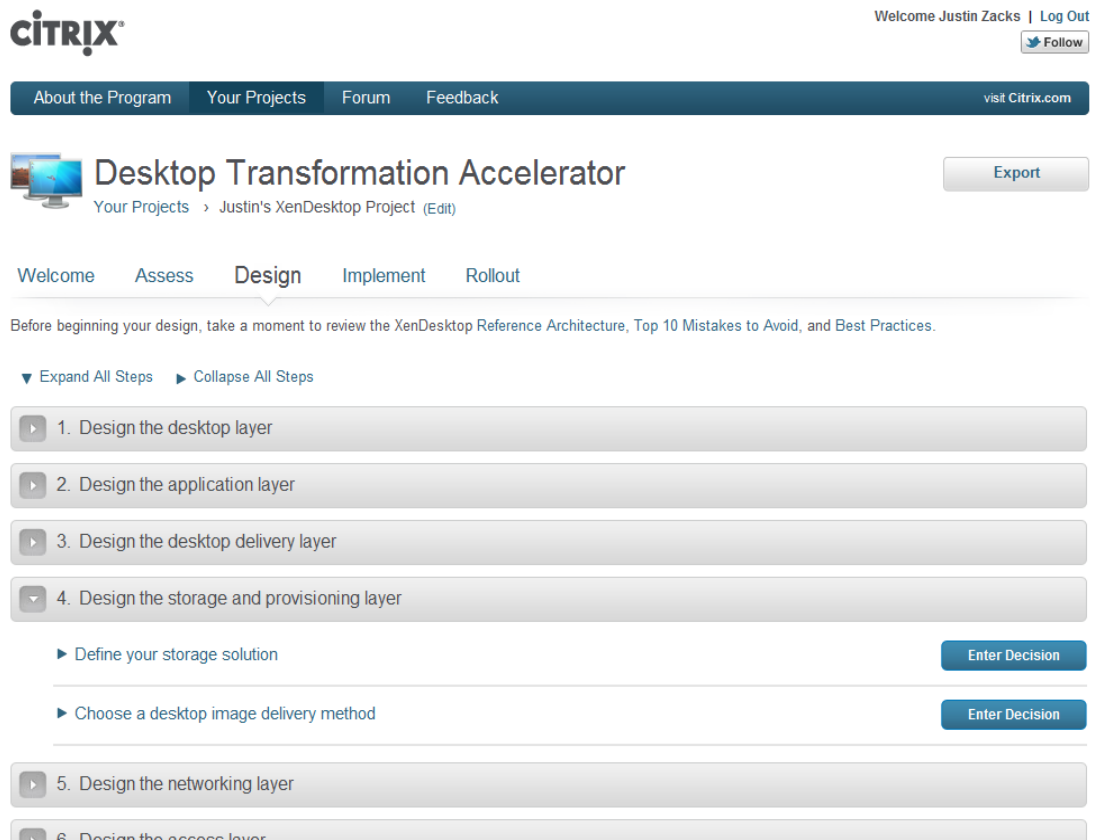 CITRIX®
Welcome Justin Zacks | Log Out
Follow
About the Program Your Projects Forum Feedback visit Citrix.com
Desktop Transformation Accelerator
Export
Your Projects › Justin's XenDesktop Project (Edit)
Welcome Assess Design Implement Rollout
Before beginning your design, take a moment to review the XenDesktop Reference Architecture, Top 10 Mistakes to Avoid, and Best Practices.
Expand All Steps Collapse All Steps
1. Design the desktop layer
2. Design the application layer
3. Design the desktop delivery layer
4. Design the storage and provisioning layer
Define your storage solution Enter Decision
Choose a desktop image delivery method Enter Decision
5. Design the networking layer
6. Design the access layer